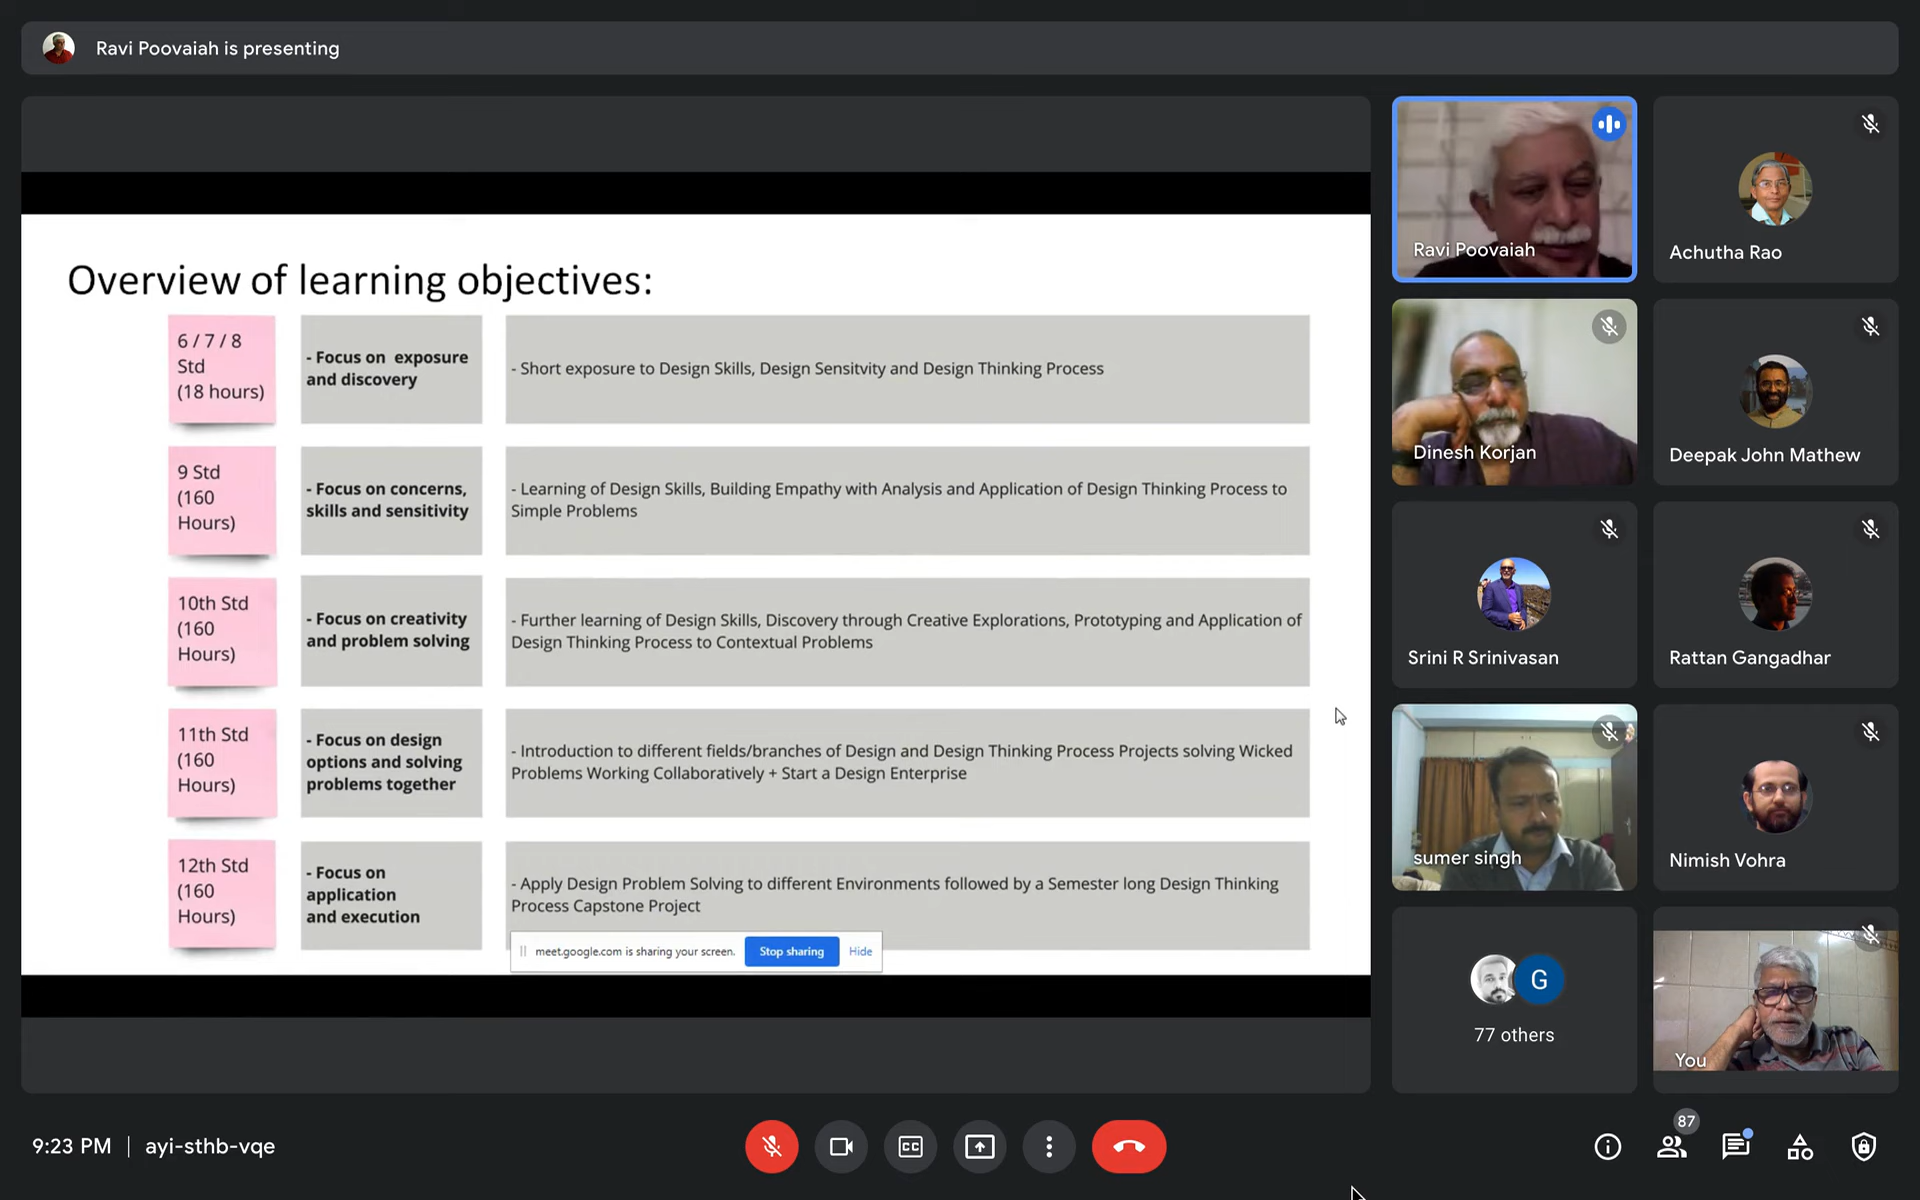 Ravi Poovaiah is presenting
Overview of learning objectives:
6 / 7 / 8
Std
(18 hours)
- Focus on exposure
and discovery
- Short exposure to Design Skills, Design Sensitvity and Design Thinking Process
9 Std
(160
Hours)
- Focus on concerns,
skills and sensitivity
- Learning of Design Skills, Building Empathy with Analysis and Application of Design Thinking Process to
Simple Problems
10th Std
(160
Hours)
- Focus on creativity
and problem solving
- Further learning of Design Skills, Discovery through Creative Explorations, Prototyping and Application of
Design Thinking Process to Contextual Problems
11th Std
(160
Hours)
- Focus on design
options and solving
problems together
- Introduction to different fields/branches of Design and Design Thinking Process Projects solving Wicked
Problems Working Collaboratively + Start a Design Enterprise
12th Std
(160
Hours)
- Focus on
application
and execution
- Apply Design Problem Solving to different Environments followed by a Semester long Design Thinking
Process Capstone Project
meet.google.com is sharing your screen.
Stop sharing
Hide
Ravi Poovaiah
Achutha Rao
Dinesh Korjan
Deepak John Mathew
Srini R Srinivasan
Rattan Gangadhar
sumer singh
Nimish Vohra
G
77 others
You
9:23 PM | ayi-sthb-vqe
CC
87